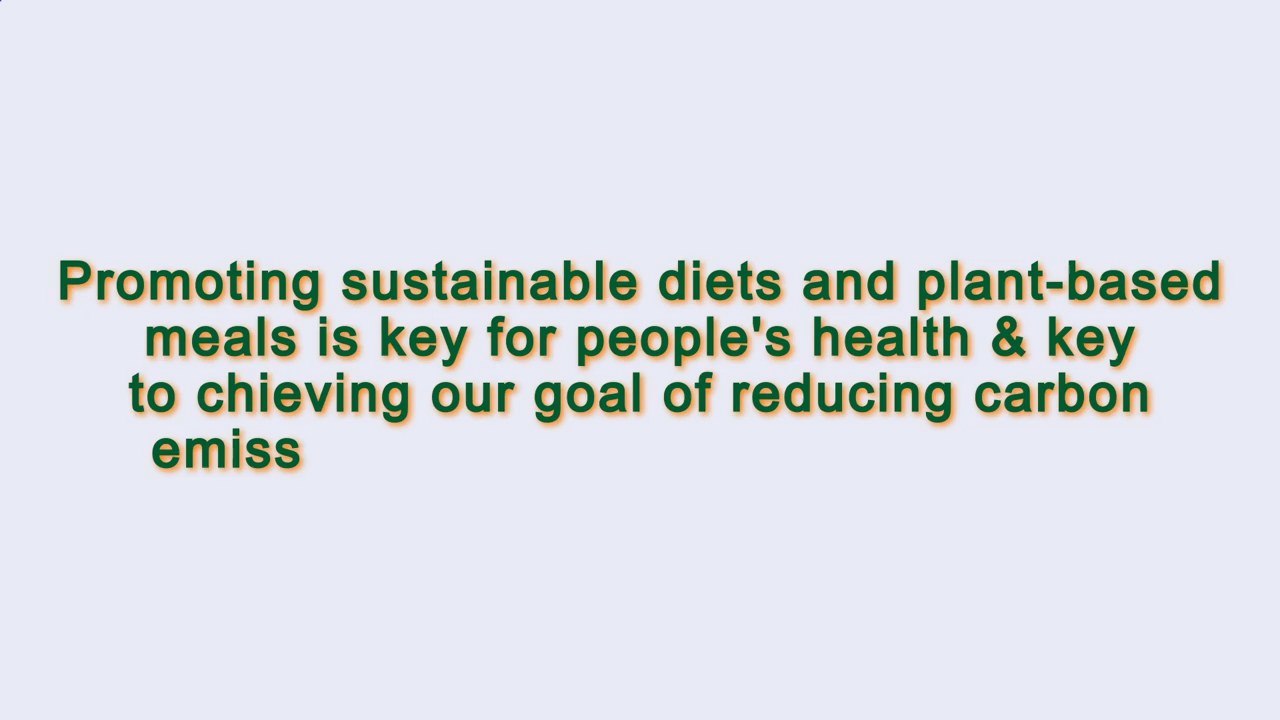 Promoting sustainable diets and plant-based
meals is key for people's health & key
to chieving our goal of reducing carbon
emiss